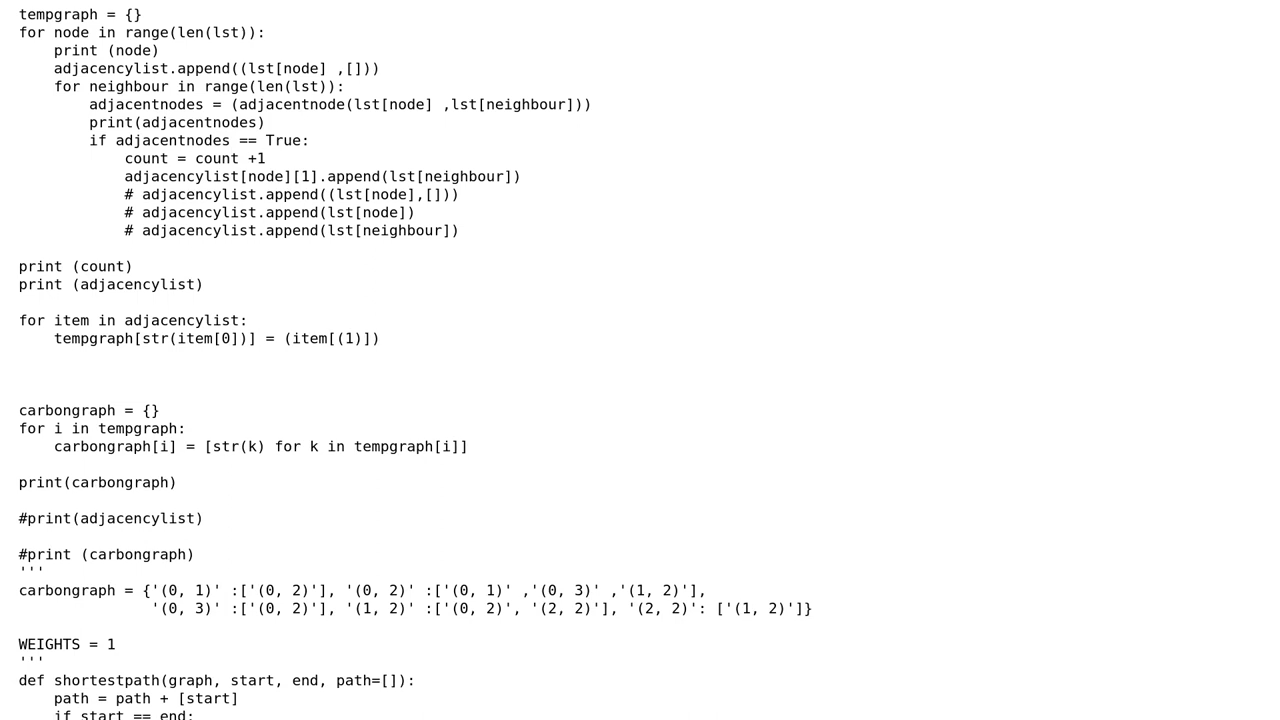 tempgraph = {}
for node in range(len(lst)):
    print (node)
    adjacencylist.append((lst[node] ,[]))
    for neighbour in range(len(lst)):
        adjacentnodes = (adjacentnode(lst[node] ,lst[neighbour]))
        print(adjacentnodes)
        if adjacentnodes == True:
            count = count +1
            adjacencylist[node][1].append(lst[neighbour])
            # adjacencylist.append((lst[node],[]))
            # adjacencylist.append(lst[node])
            # adjacencylist.append(lst[neighbour])

print (count)
print (adjacencylist)

for item in adjacencylist:
    tempgraph[str(item[0])] = (item[(1)])

carbongraph = {}
for i in tempgraph:
    carbongraph[i] = [str(k) for k in tempgraph[i]]

print(carbongraph)

#print(adjacencylist)

#print (carbongraph)
'''
carbongraph = {'(0, 1)' :['(0, 2)'], '(0, 2)' :['(0, 1)' ,'(0, 3)' ,'(1, 2)'],
               '(0, 3)' :['(0, 2)'], '(1, 2)' :['(0, 2)', '(2, 2)'], '(2, 2)': ['(1, 2)']}

WEIGHTS = 1
'''
def shortestpath(graph, start, end, path=[]):
    path = path + [start]
    if start == end: